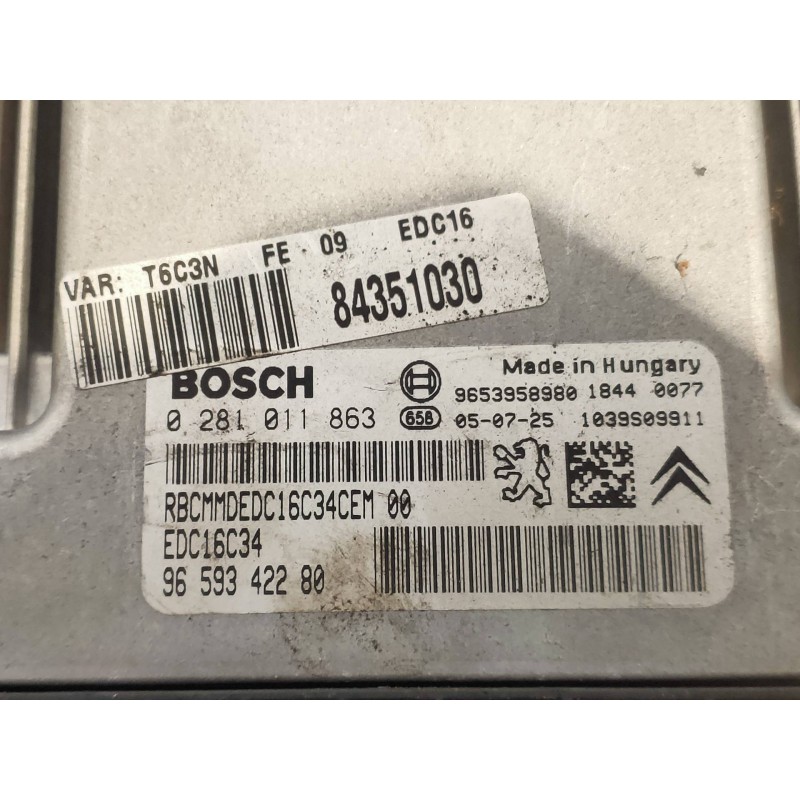 VAR: T6C3N FE 09 EDC16
84351030
BOSCH Made in Hungary
9653958980 1844 0077
0 281 011 863 658 05-07-25 1039S09911
RBCMMDEDC16C34CEM 00
EDC16C34
96 593 422 80